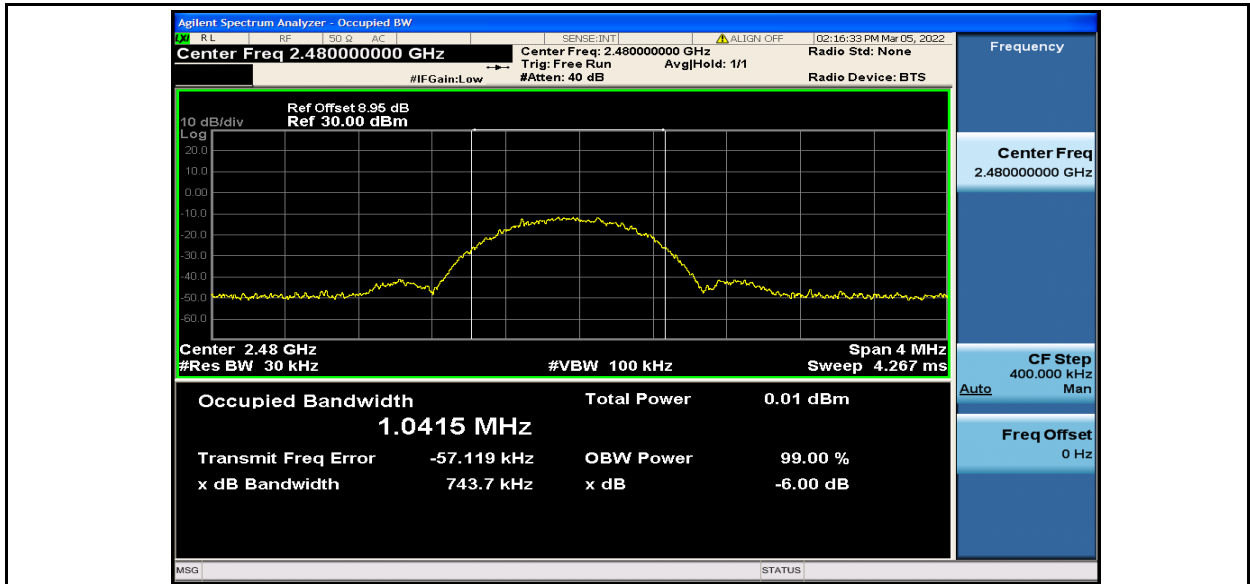 Agilent Spectrum Analyzer - Occupied BW
LXI RL RF 50 Ω AC SENSE:INT ALIGN OFF 02:16:33 PM Mar 05, 2022
Center Freq 2.480000000 GHz
Center Freq: 2.480000000 GHz
Radio Std: None
Trig: Free Run Avg|Hold: 1/1
#IFGain:Low #Atten: 40 dB Radio Device: BTS
Ref Offset 8.95 dB
10 dB/div Ref 30.00 dBm
Log
20.0
10.0
0.00
-10.0
-20.0
-30.0
-40.0
-50.0
-60.0
Center 2.48 GHz Span 4 MHz
#Res BW 30 kHz #VBW 100 kHz Sweep 4.267 ms
Occupied Bandwidth Total Power 0.01 dBm
1.0415 MHz
Transmit Freq Error -57.119 kHz OBW Power 99.00 %
x dB Bandwidth 743.7 kHz x dB -6.00 dB
MSG STATUS
Frequency
Center Freq
2.480000000 GHz
CF Step
400.000 kHz
Auto Man
Freq Offset
0 Hz